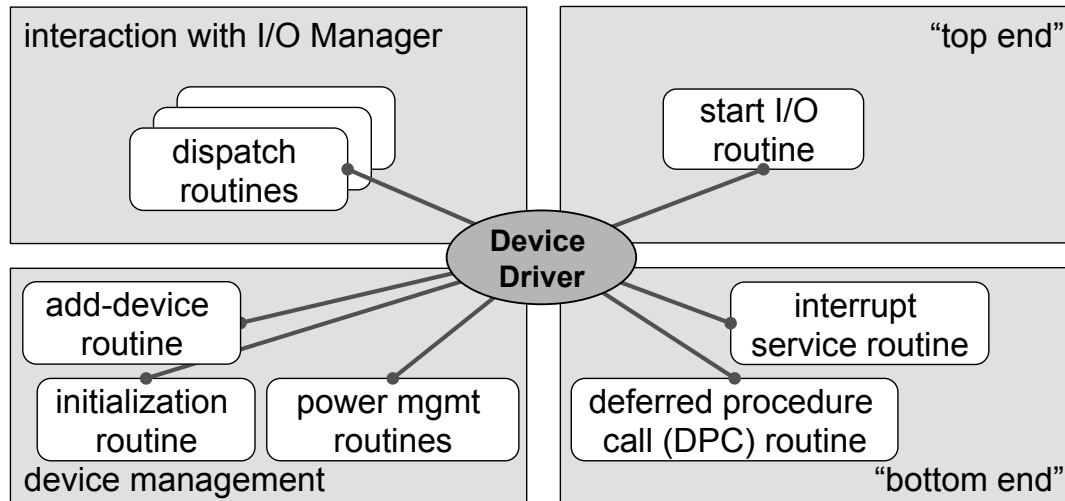 interaction with I/O Manager
dispatch
routines
“top end”
start I/O
routine
Device
Driver
add-device
routine
initialization
routine
power mgmt
routines
device management
interrupt
service routine
deferred procedure
call (DPC) routine
“bottom end”